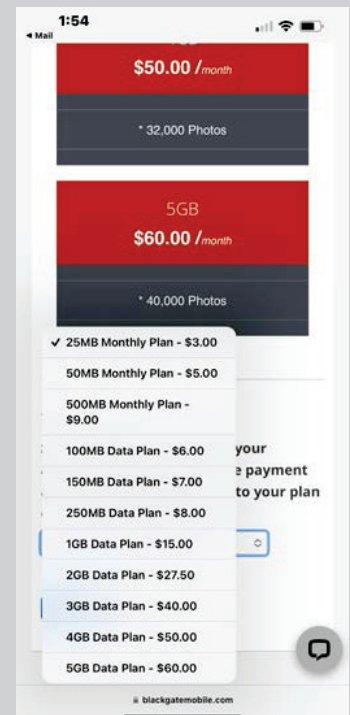 1:54
◂ Mail
$50.00 /month
* 32,000 Photos
5GB
$60.00 /month
* 40,000 Photos
✓ 25MB Monthly Plan - $3.00
50MB Monthly Plan - $5.00
500MB Monthly Plan -
$9.00
100MB Data Plan - $6.00
your
150MB Data Plan - $7.00
payment
to your plan
250MB Data Plan - $8.00
1GB Data Plan - $15.00
2GB Data Plan - $27.50
3GB Data Plan - $40.00
4GB Data Plan - $50.00
5GB Data Plan - $60.00
blackgatemobile.com